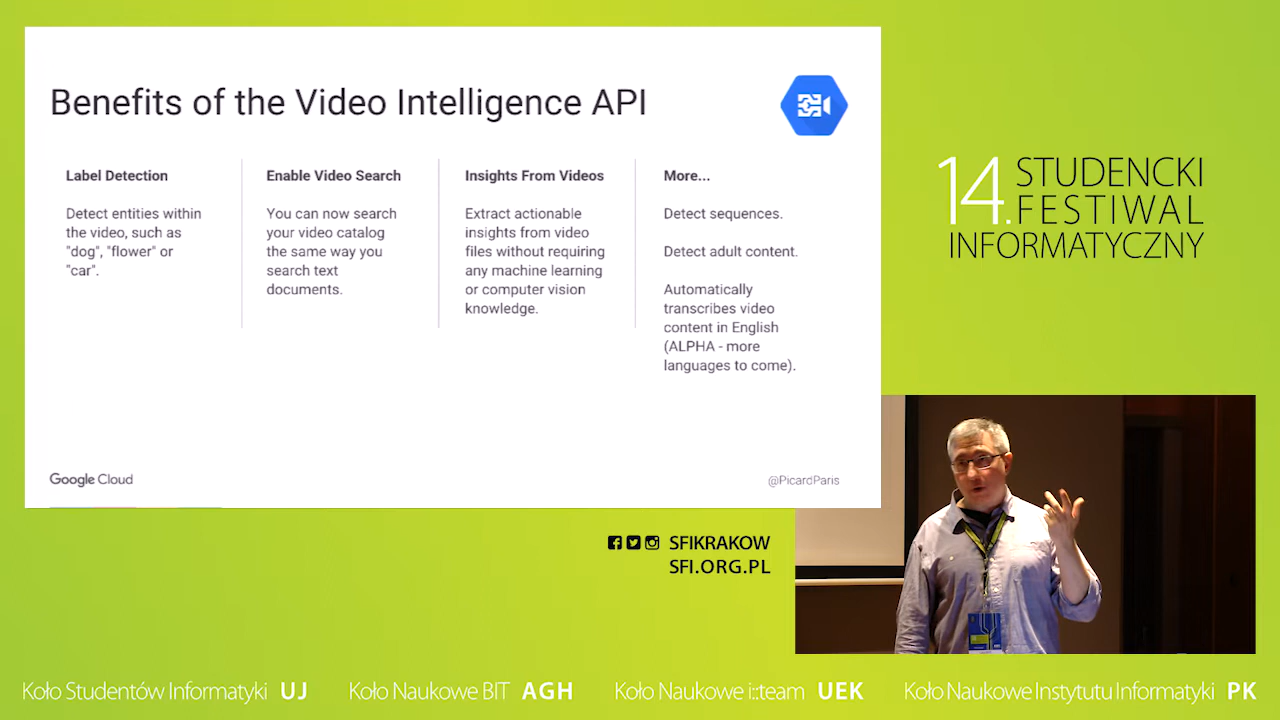 Benefits of the Video Intelligence API
Label Detection
Detect entities within
the video, such as
"dog", "flower" or
"car".
Enable Video Search
You can now search
your video catalog
the same way you
search text
documents.
Insights From Videos
Extract actionable
insights from video
files without requiring
any machine learning
or computer vision
knowledge.
More...
Detect sequences.
Detect adult content.
Automatically
transcribes video
content in English
(ALPHA - more
languages to come).
Google Cloud
@PicardParis
14. STUDENCKI
FESTIWAL
INFORMATYCZNY
SFIKRAKOW
SFI.ORG.PL
Koło Studentów Informatyki UJ
Koło Naukowe BIT AGH
Koło Naukowe i::team UEK
Koło Naukowe Instytutu Informatyki PK